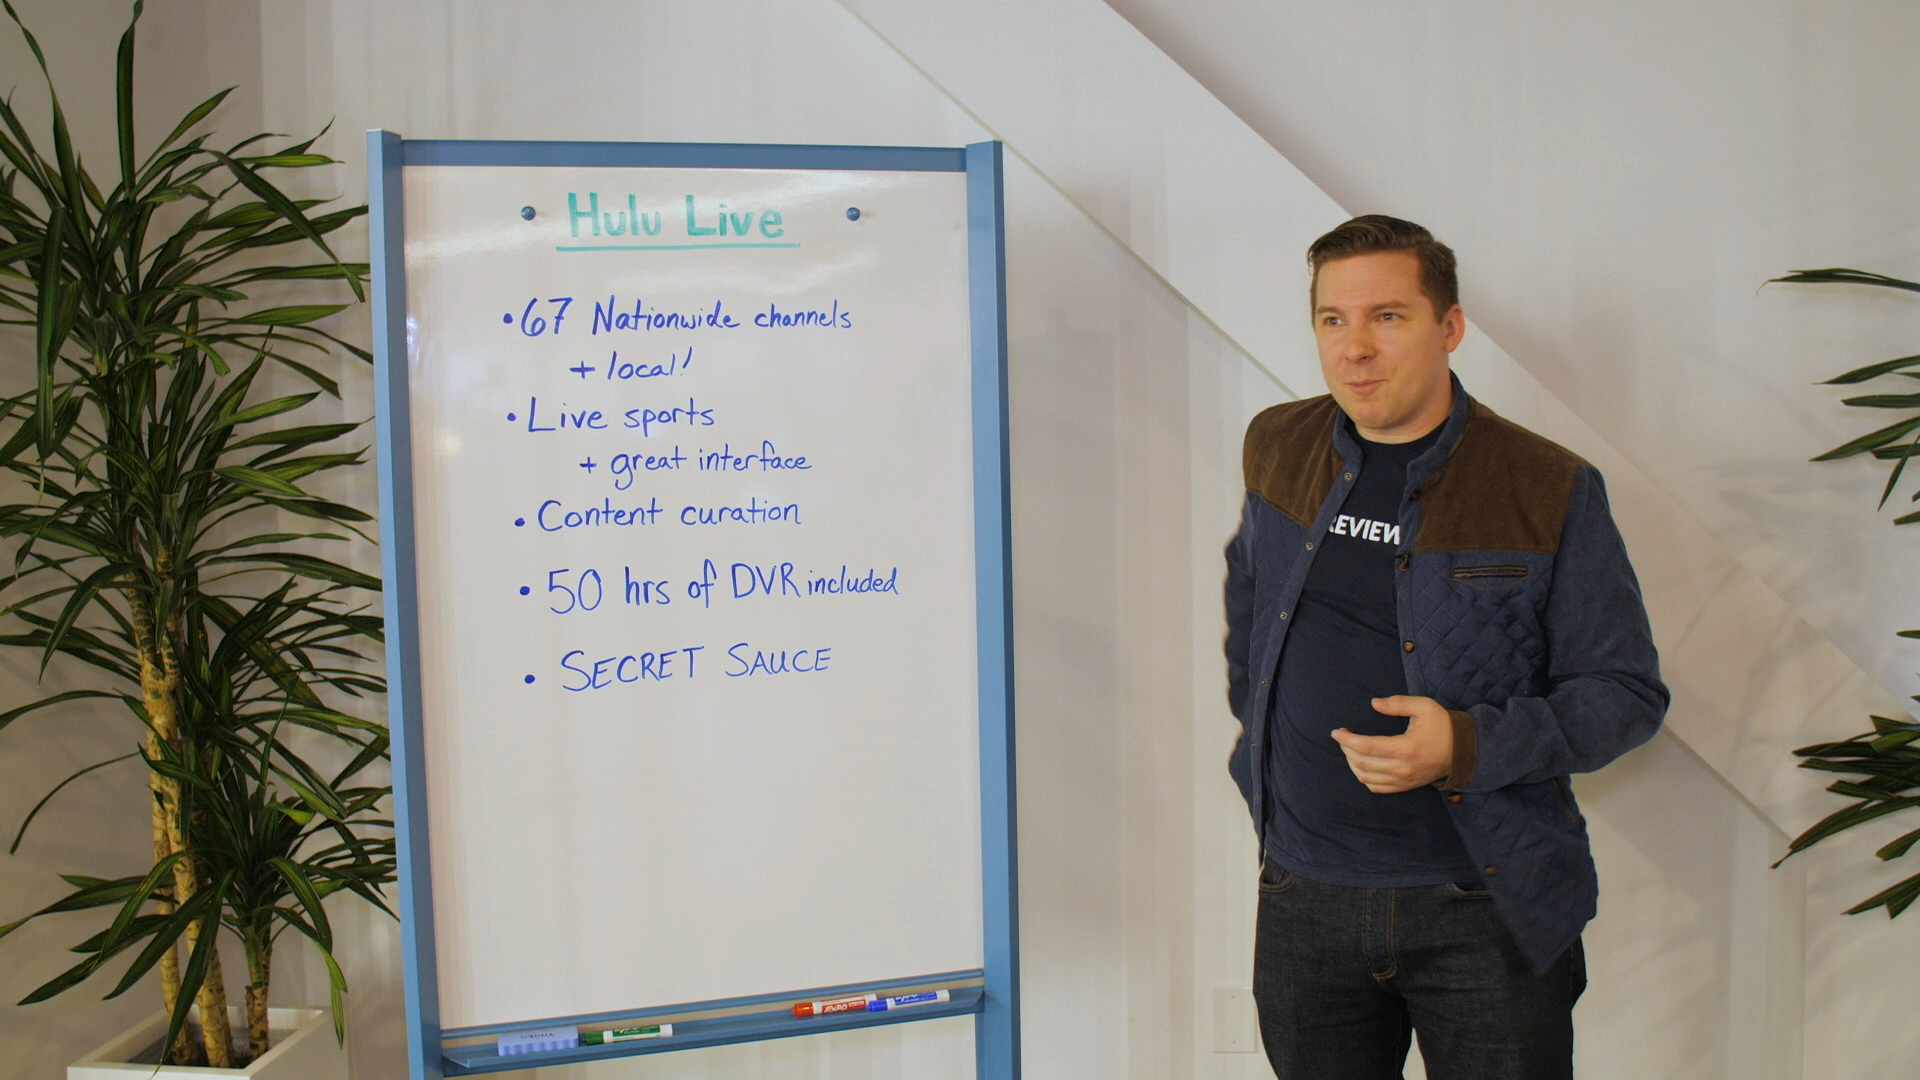 Hulu Live
• 67 Nationwide channels
+ local!
• Live sports
+ great interface
• Content curation
• 50 hrs of DVR included
• SECRET SAUCE
REVIEW
EXPO